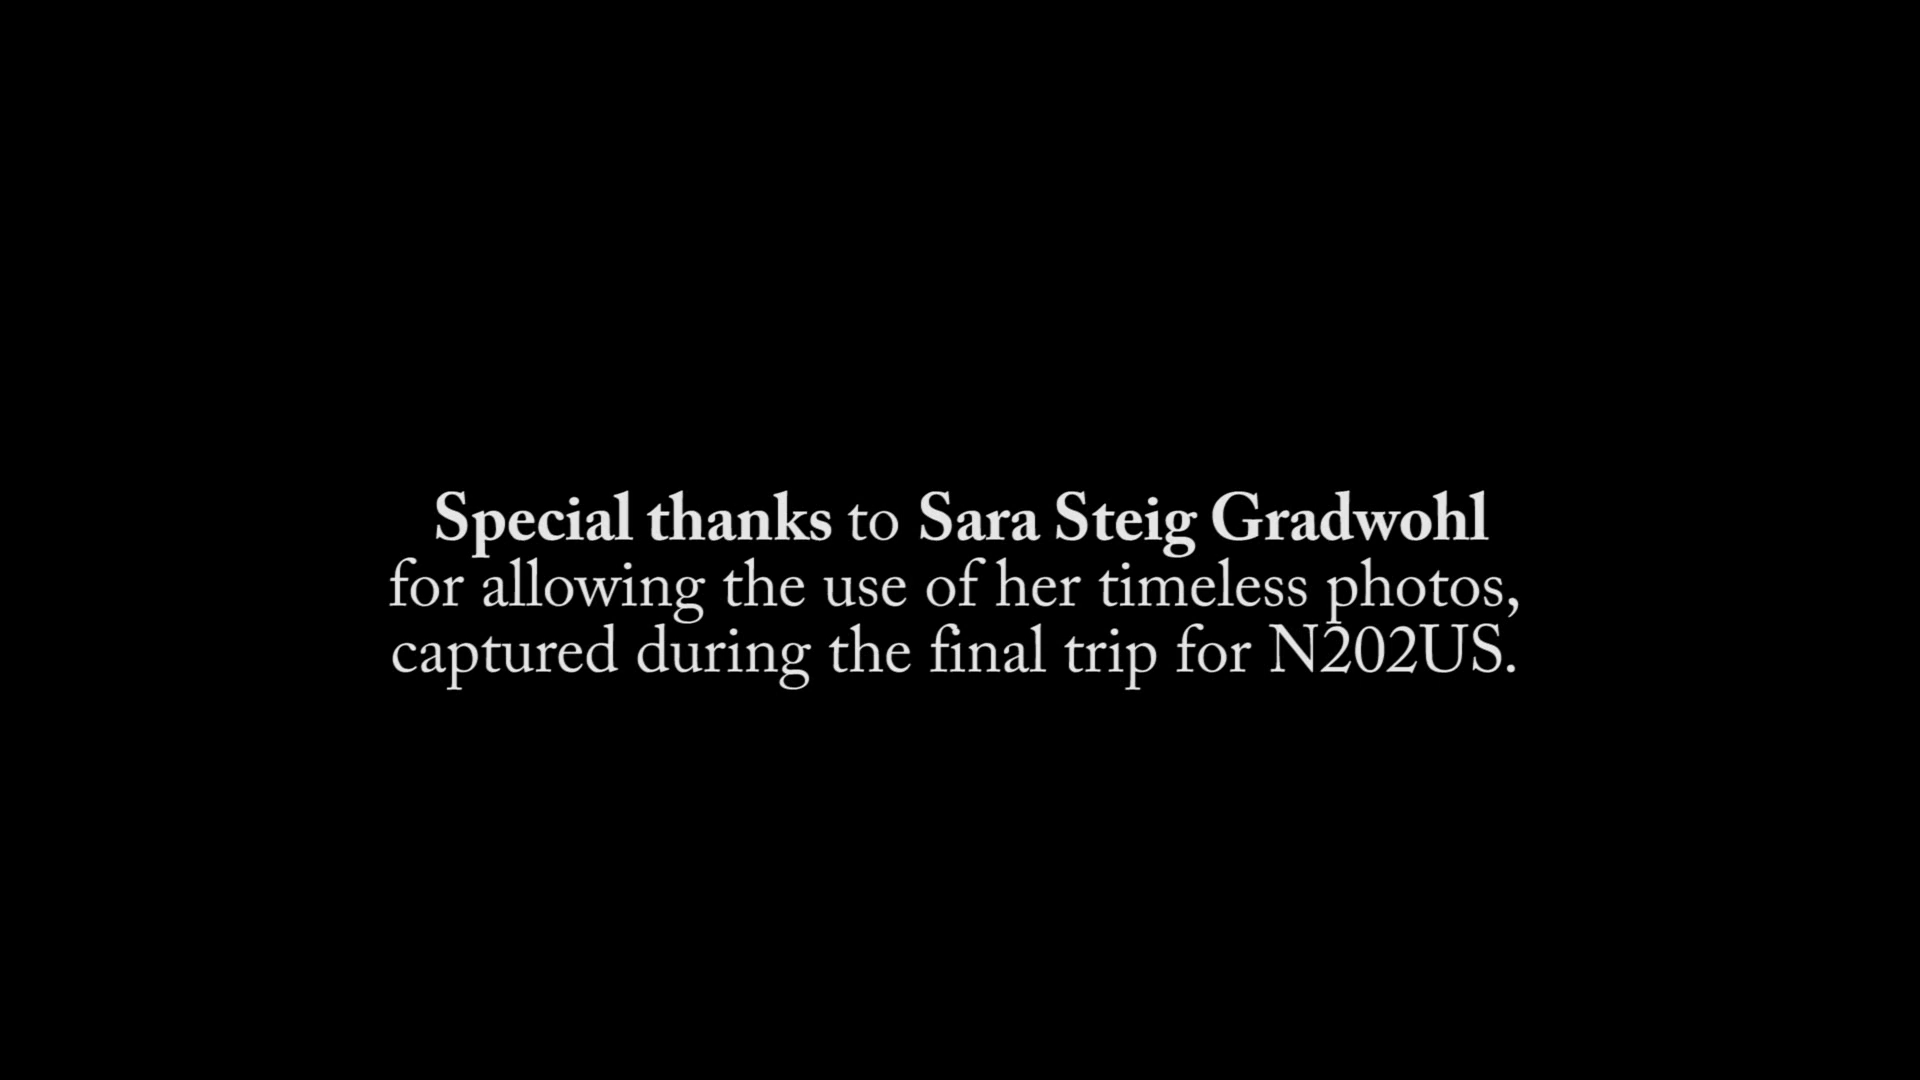 Special thanks to Sara Steig Gradwohl
for allowing the use of her timeless photos,
captured during the final trip for N202US.